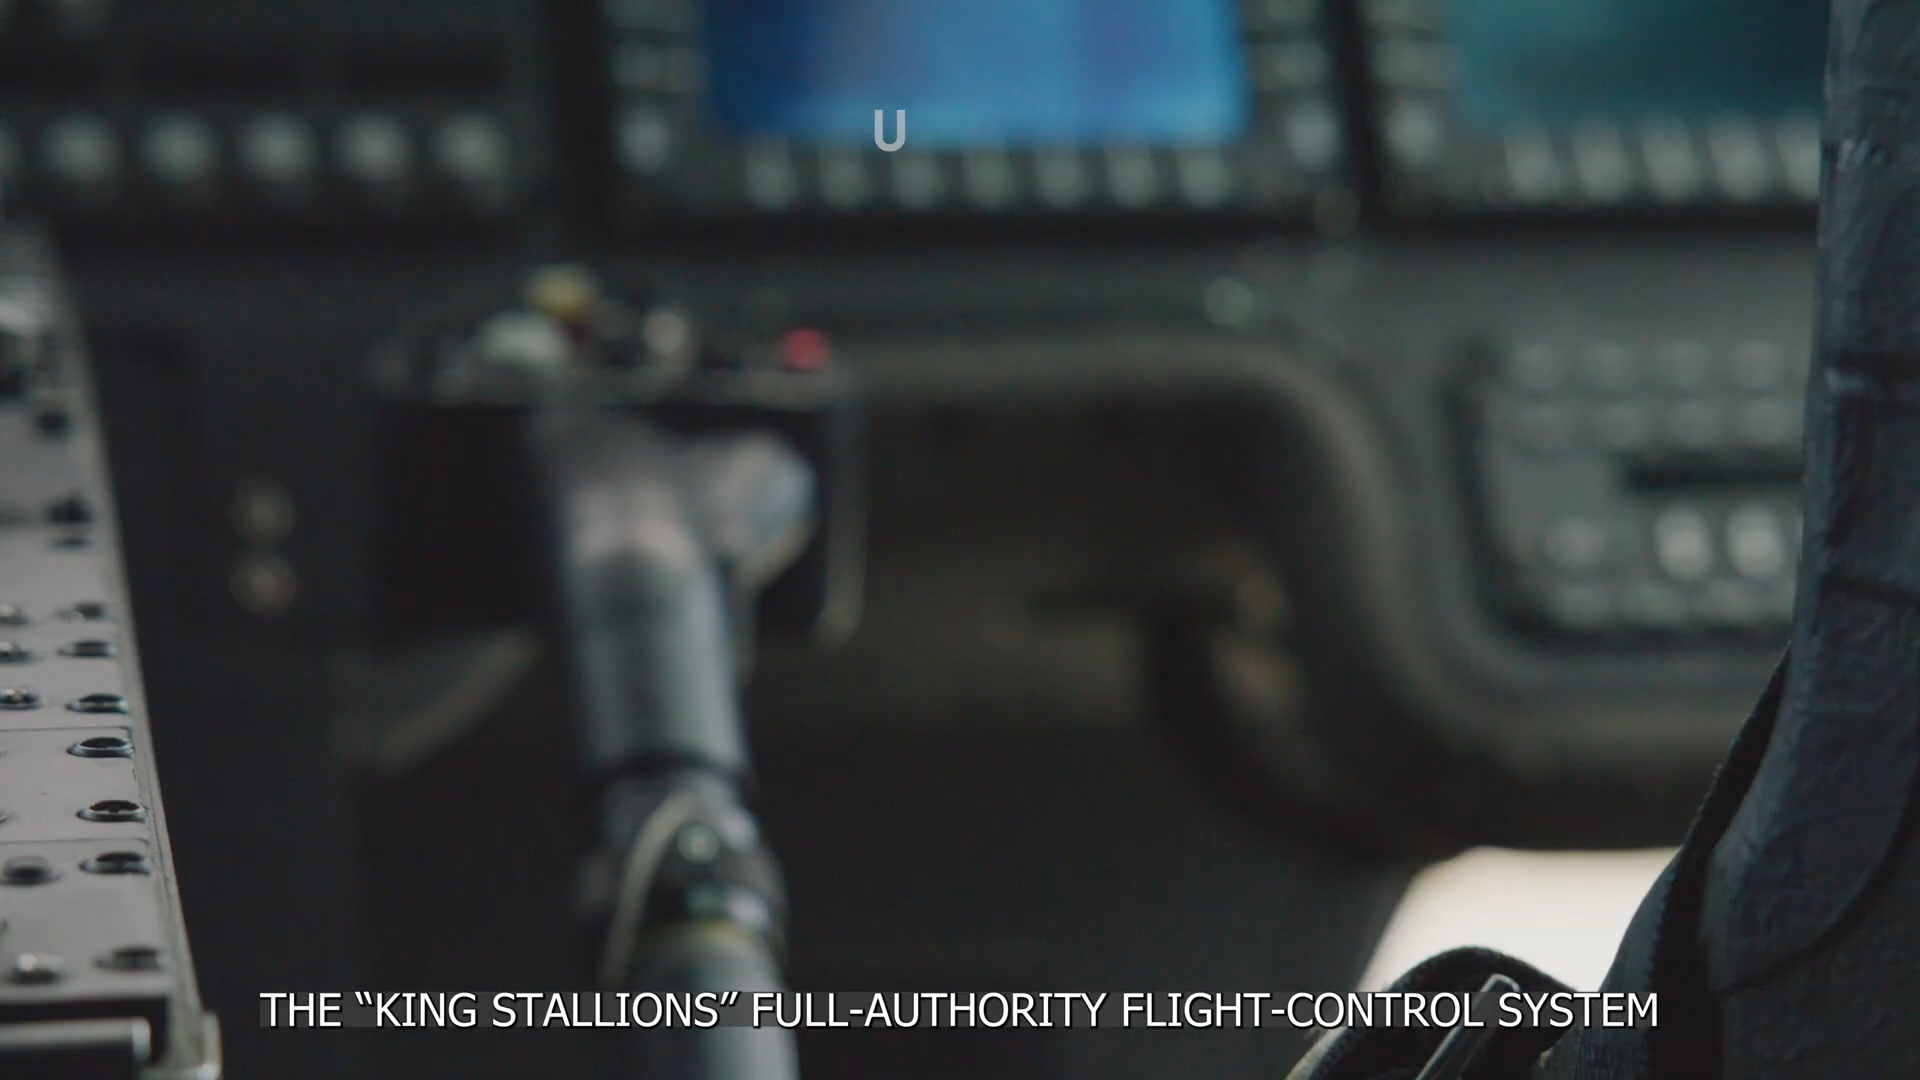 U
THE “KING STALLIONS” FULL-AUTHORITY FLIGHT-CONTROL SYSTEM